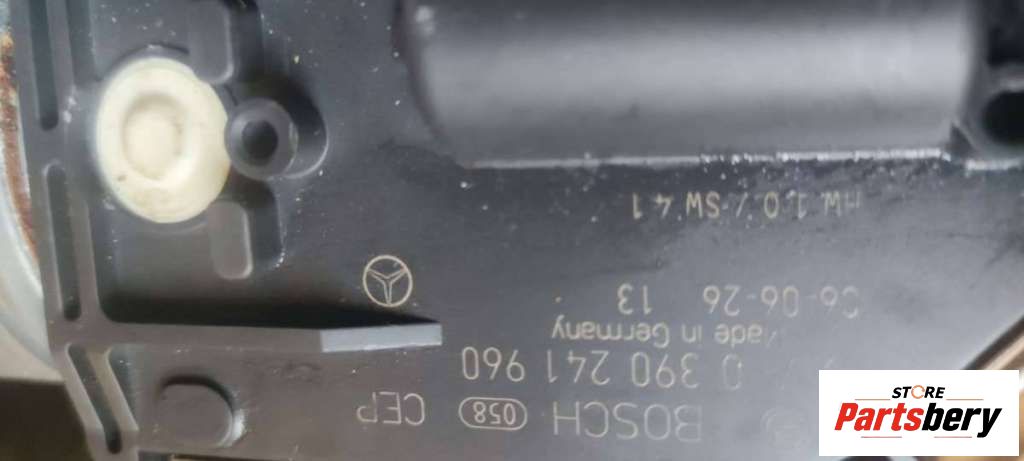 BOSCH 058 CEP
0 390 241 960
Made in Germany
06-06-26 13
HW 1.0 / SW 4.1
STORE
Partsbery